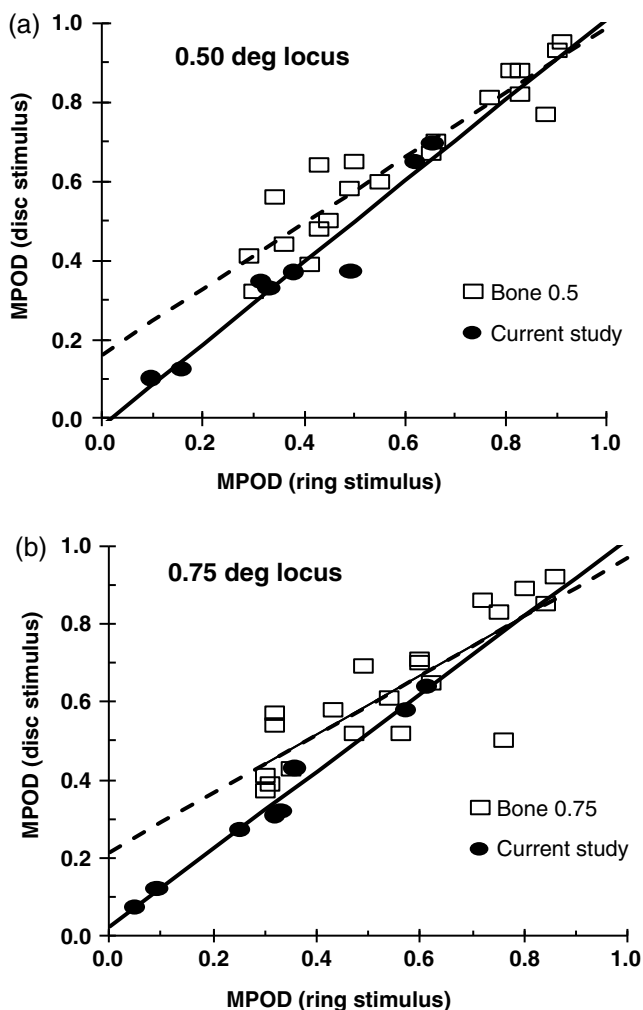 (a)
1.0
0.50 deg locus
0.8
0.6
0.4
0.2
0.0
MPOD (disc stimulus)
Bone 0.5
Current study
0.0 0.2 0.4 0.6 0.8 1.0
MPOD (ring stimulus)
(b)
1.0
0.75 deg locus
0.8
0.6
0.4
0.2
0.0
MPOD (disc stimulus)
Bone 0.75
Current study
0.0 0.2 0.4 0.6 0.8 1.0
MPOD (ring stimulus)